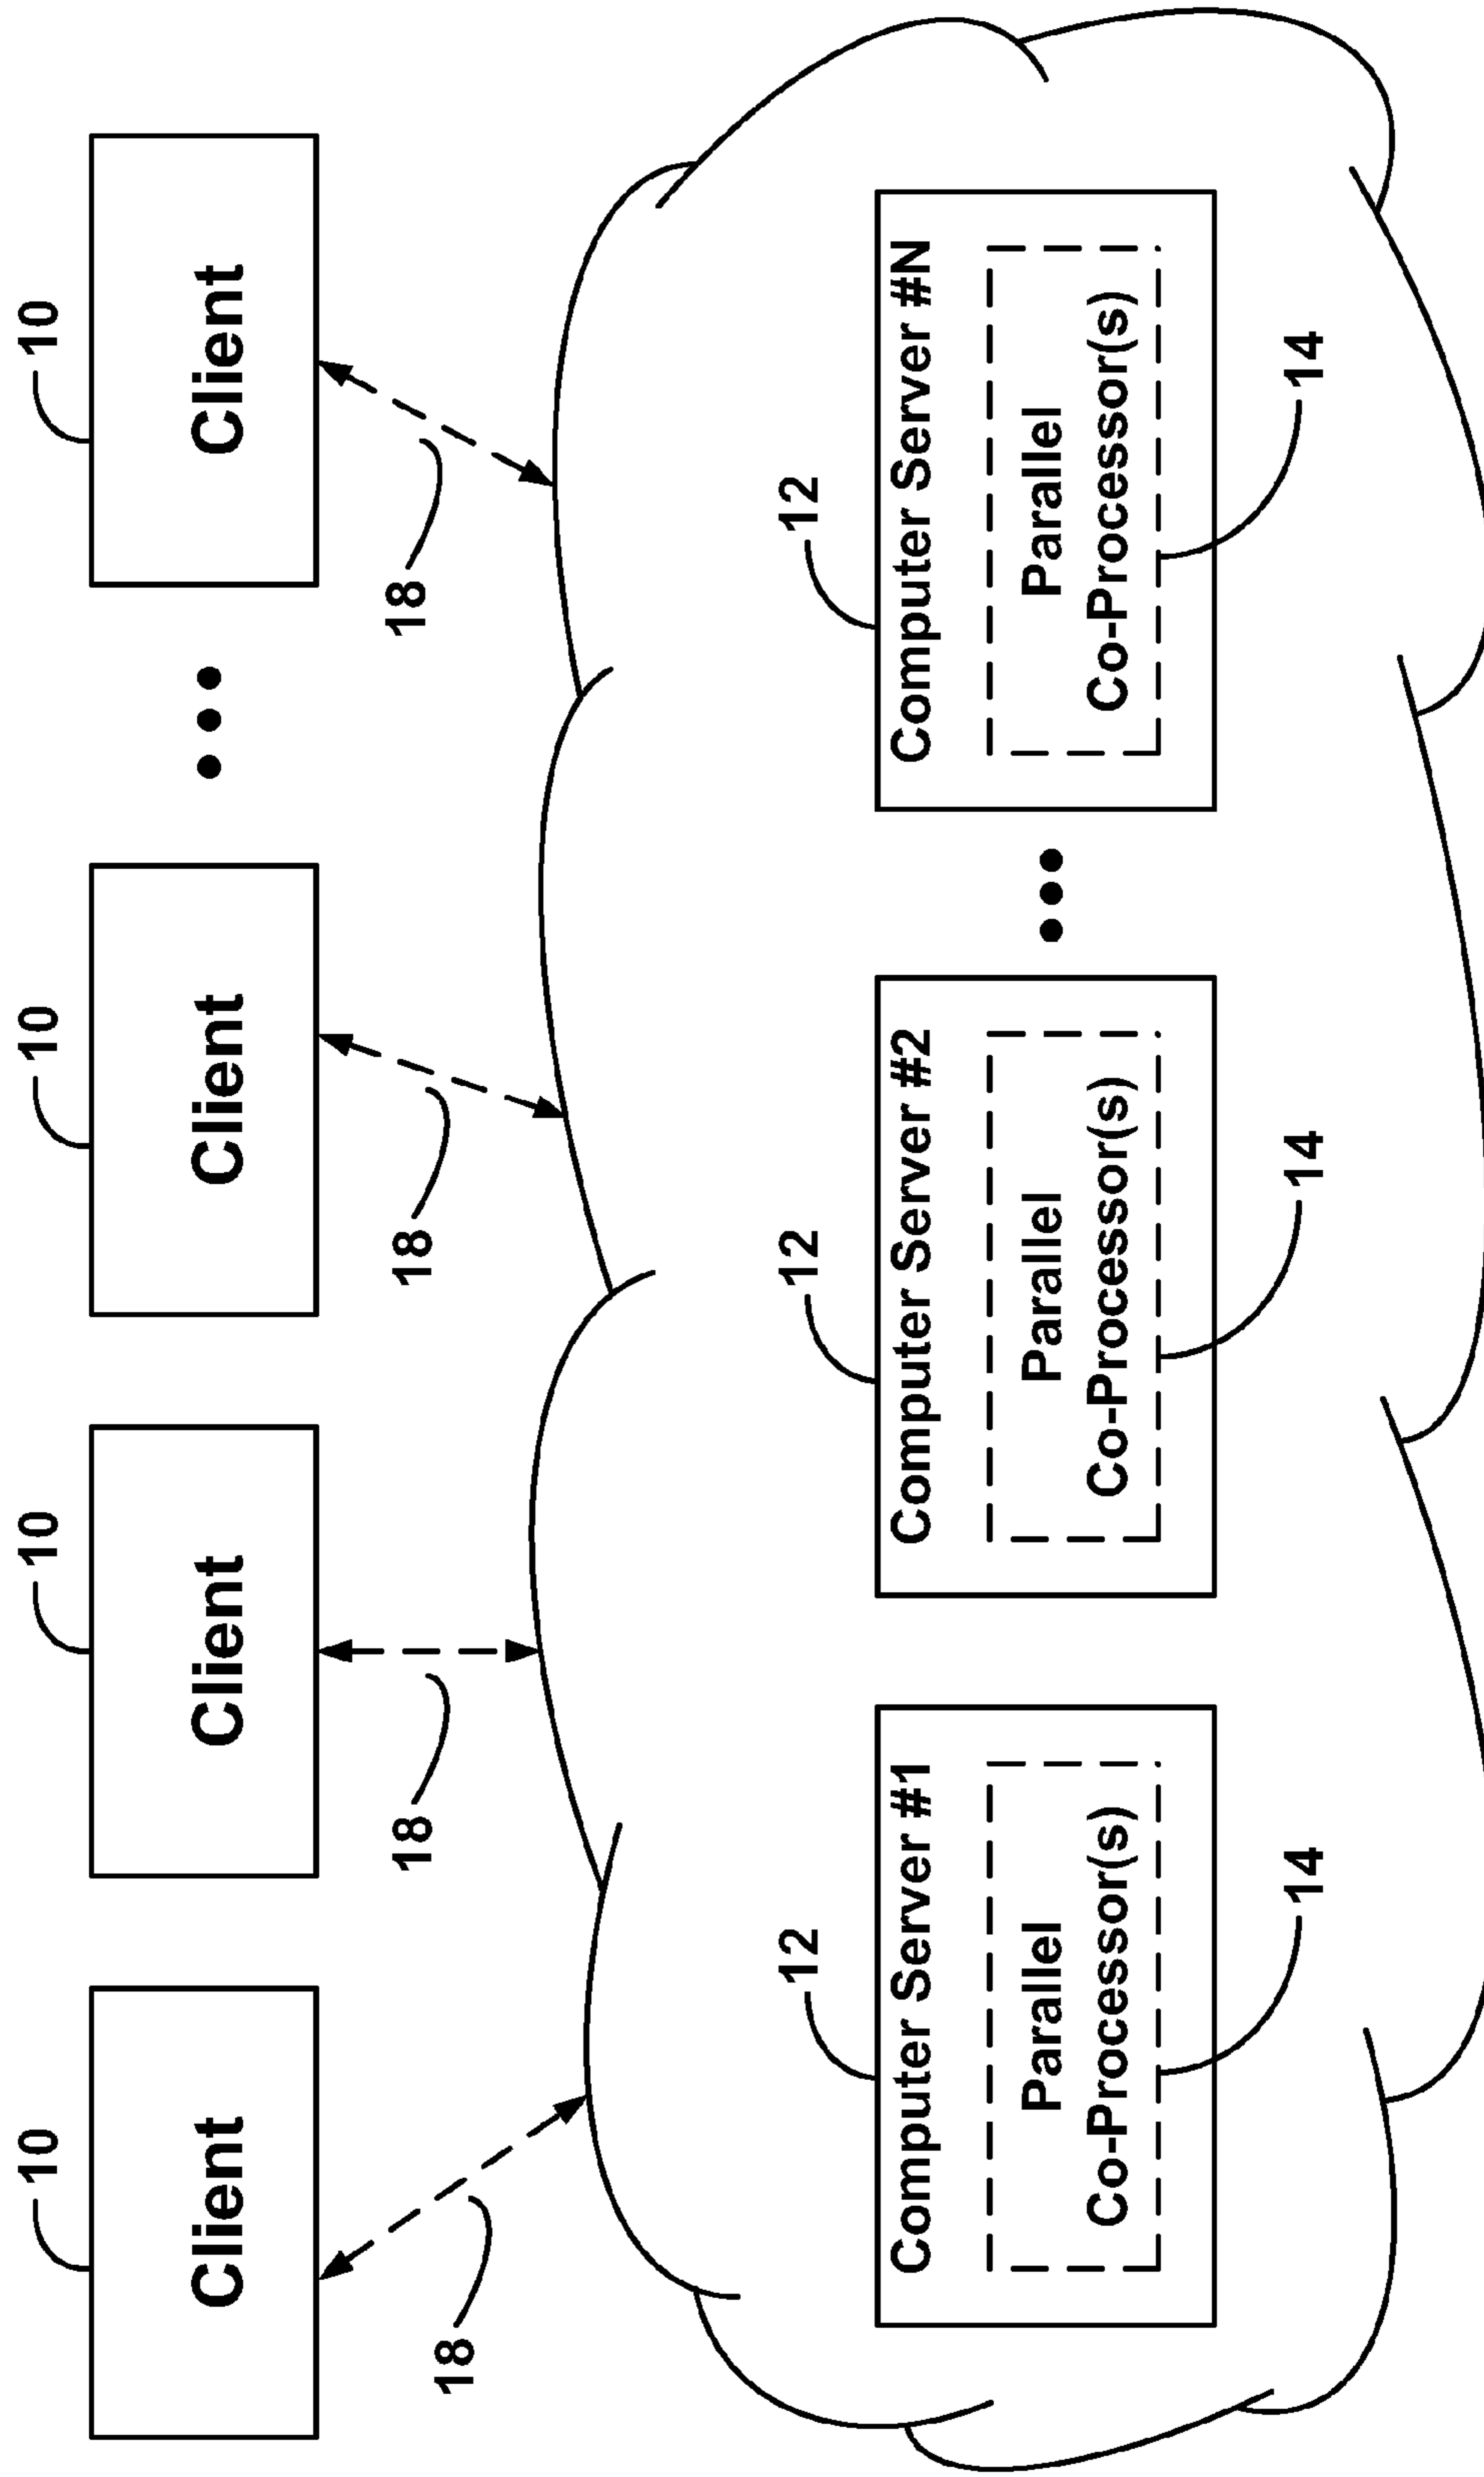 10
10
10
10
Client
Client
Client
Client
18
18
18
18
12
12
12
Computer Server #1
Computer Server #2
Computer Server #N
Parallel
Co-Processor(s)
Parallel
Co-Processor(s)
Parallel
Co-Processor(s)
14
14
14